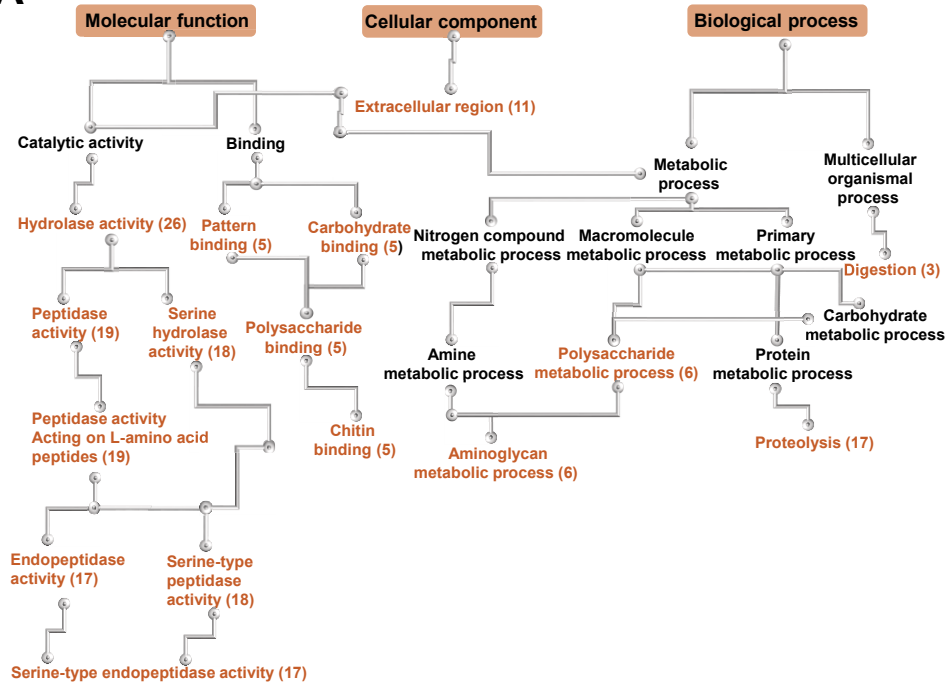 Molecular function
Cellular component
Biological process
Extracellular region (11)
Catalytic activity
Binding
Metabolic
process
Multicellular
organismal
process
Hydrolase activity (26)
Pattern
binding (5)
Carbohydrate
binding (5)
Nitrogen compound
metabolic process
Macromolecule
metabolic process
Primary
metabolic process
Digestion (3)
Peptidase
activity (19)
Serine
hydrolase
activity (18)
Polysaccharide
binding (5)
Carbohydrate
metabolic process
Amine
metabolic process
Polysaccharide
metabolic process (6)
Protein
metabolic process
Peptidase activity
Acting on L-amino acid
peptides (19)
Chitin
binding (5)
Aminoglycan
metabolic process (6)
Proteolysis (17)
Endopeptidase
activity (17)
Serine-type
peptidase
activity (18)
Serine-type endopeptidase activity (17)